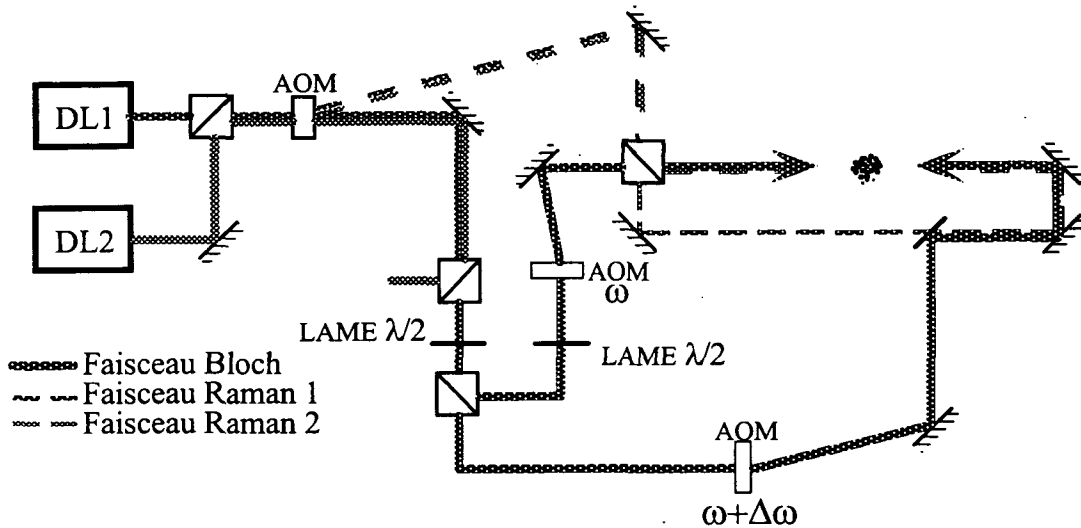 AOM
DL1
DL2
AOM
ω
LAME λ/2
LAME λ/2
Faisceau Bloch
Faisceau Raman 1
Faisceau Raman 2
AOM
ω+Δω